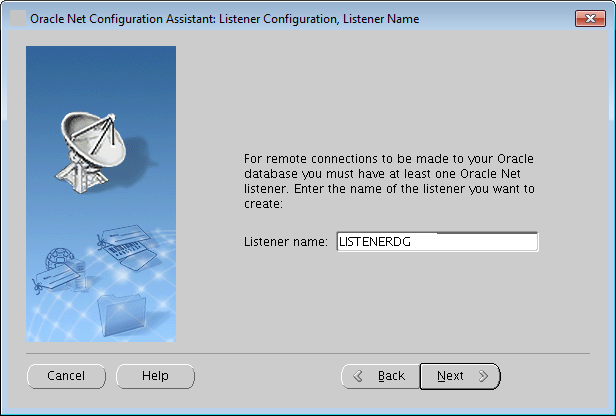 Oracle Net Configuration Assistant: Listener Configuration, Listener Name
For remote connections to be made to your Oracle
database you must have at least one Oracle Net
listener. Enter the name of the listener you want to
create:
Listener name: LISTENERDG
Cancel Help Back Next